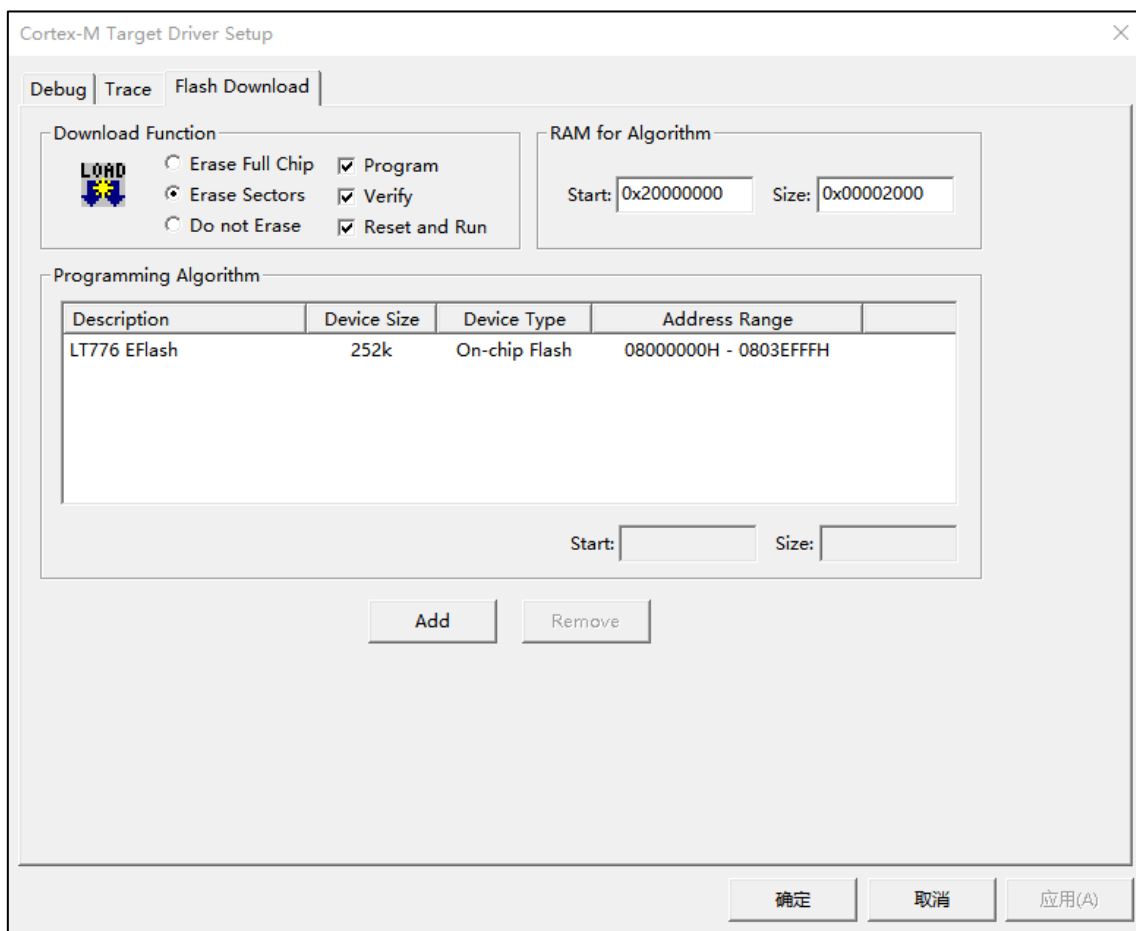 Cortex-M Target Driver Setup
Debug Trace Flash Download
Download Function
LOAD
Erase Full Chip
Erase Sectors
Do not Erase
Program
Verify
Reset and Run
RAM for Algorithm
Start: 0x20000000 Size: 0x00002000
Programming Algorithm
Description Device Size Device Type Address Range
LT776 EFlash 252k On-chip Flash 08000000H - 0803EFFFH
Start: Size:
Add Remove
确定 取消 应用(A)